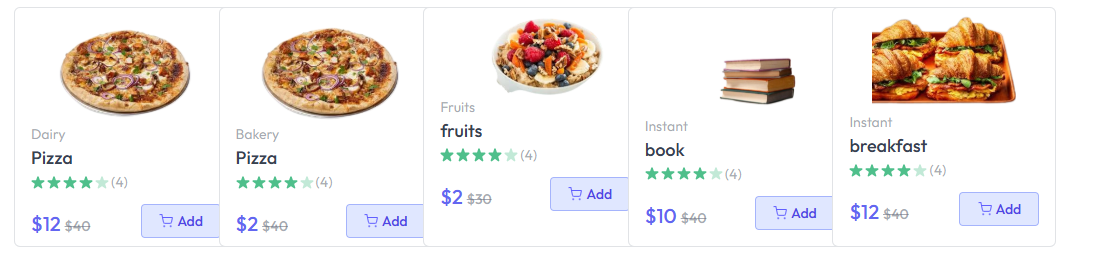 Dairy
Pizza
(4)
$12 $40
Add
Bakery
Pizza
(4)
$2 $40
Add
Fruits
fruits
(4)
$2 $30
Add
Instant
book
(4)
$10 $40
Add
Instant
breakfast
(4)
$12 $40
Add